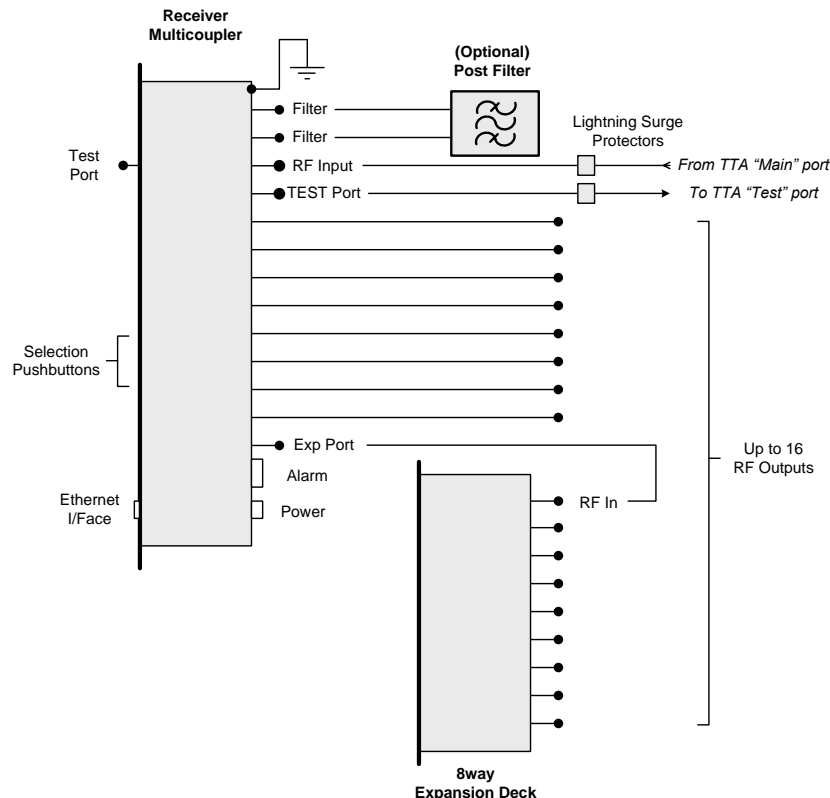 Receiver
Multicoupler
(Optional)
Post Filter
Filter
Filter
Lightning Surge
Protectors
Test
Port
RF Input
From TTA “Main” port
TEST Port
To TTA “Test” port
Selection
Pushbuttons
Exp Port
Up to 16
RF Outputs
Alarm
Ethernet
I/Face
Power
RF In
8way
Expansion Deck